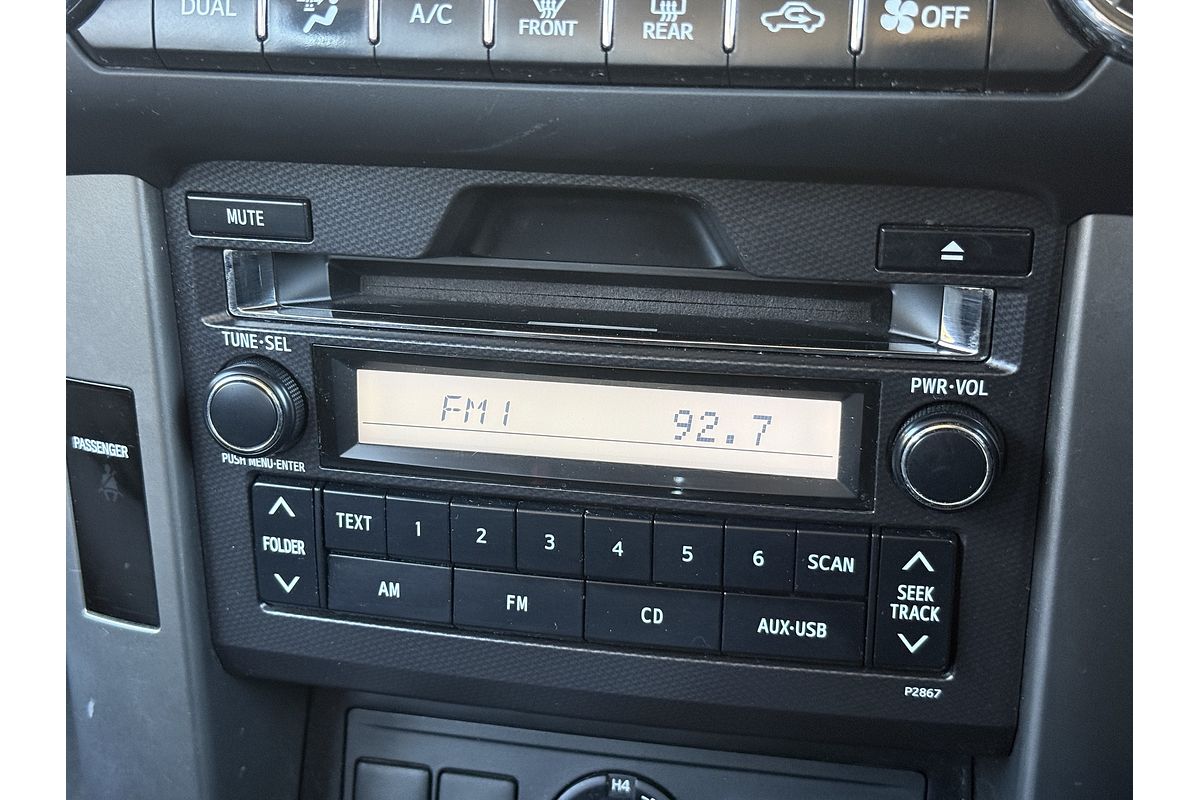 DUAL
A/C
FRONT
REAR
OFF
MUTE
TUNE·SEL
PWR·VOL
FM1 92.7
PASSENGER
PUSH MENU·ENTER
TEXT 1 2 3 4 5 6 SCAN
FOLDER
AM FM CD AUX·USB
SEEK
TRACK
P2867
H4